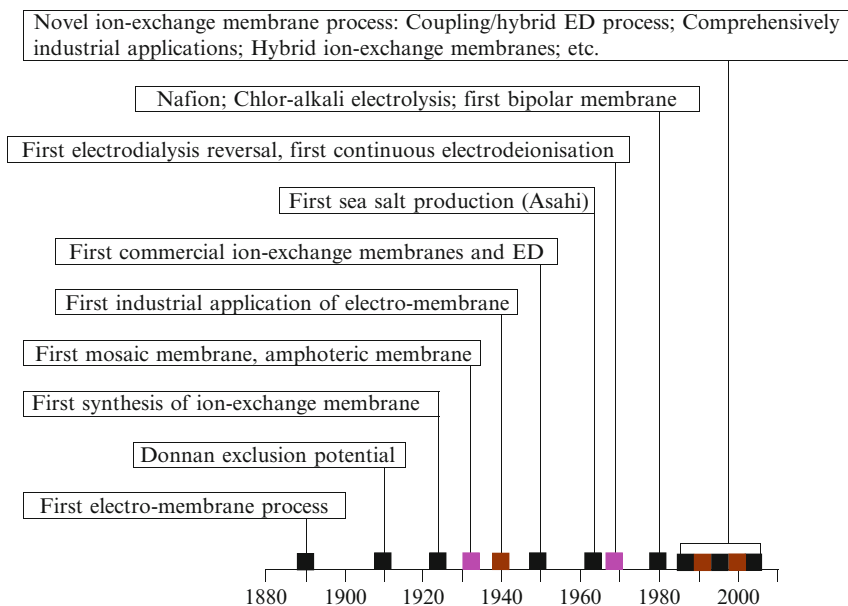 Novel ion-exchange membrane process: Coupling/hybrid ED process; Comprehensively
industrial applications; Hybrid ion-exchange membranes; etc.
Nafion; Chlor-alkali electrolysis; first bipolar membrane
First electrodialysis reversal, first continuous electrodeionisation
First sea salt production (Asahi)
First commercial ion-exchange membranes and ED
First industrial application of electro-membrane
First mosaic membrane, amphoteric membrane
First synthesis of ion-exchange membrane
Donnan exclusion potential
First electro-membrane process
1880 1900 1920 1940 1960 1980 2000